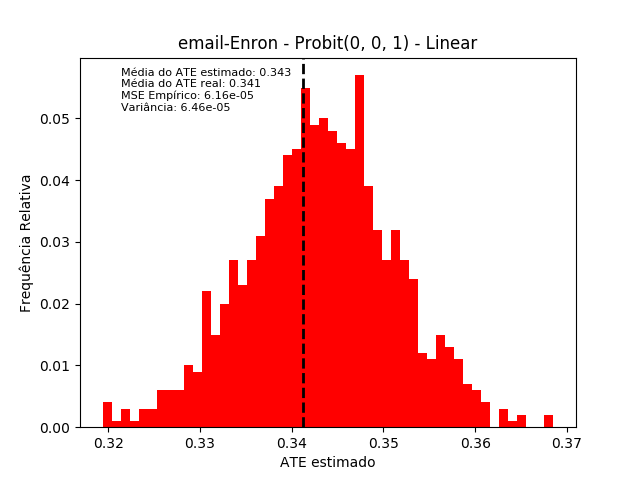 email-Enron - Probit(0, 0, 1) - Linear
Média do ATE estimado: 0.343
Média do ATE real: 0.341
MSE Empírico: 6.16e-05
Variância: 6.46e-05
Frequência Relativa
0.05
0.04
0.03
0.02
0.01
0.00
0.32
0.33
0.34
0.35
0.36
0.37
ATE estimado